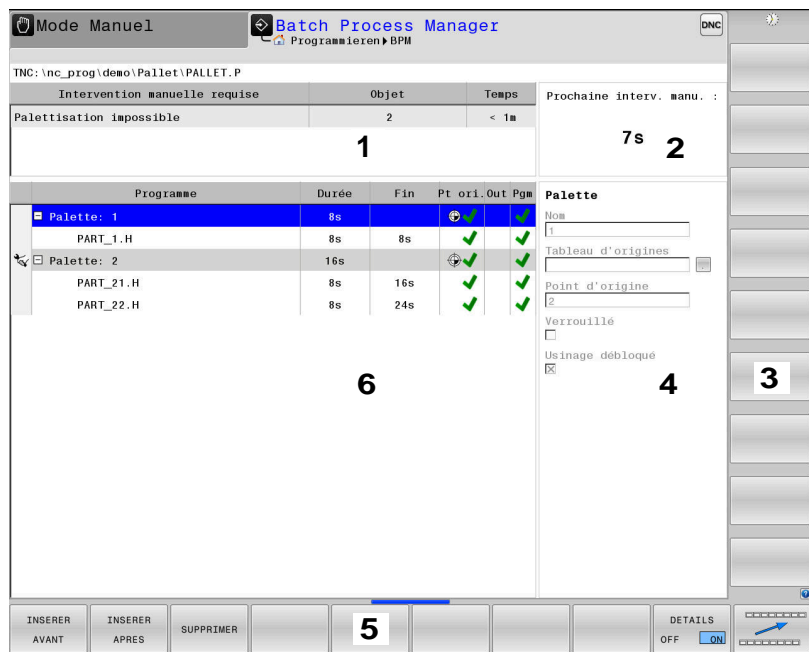 Mode Manuel
Batch Process Manager
DNC
Programmieren▶BPM
TNC:\nc_prog\demo\Pallet\PALLET.P
Intervention manuelle requise Objet Temps
Palettisation impossible 2 < 1m
1
Prochaine interv. manu. :
7s
2
Programme Durée Fin Pt ori. Out Pgm
Palette: 1 8s
PART_1.H 8s 8s
Palette: 2 16s
PART_21.H 8s 16s
PART_22.H 8s 24s
6
Palette
Nom
1
Tableau d'origines
Point d'origine
2
Verrouillé
Usinage débloqué
4
3
INSERER AVANT
INSERER APRES
SUPPRIMER
5
DETAILS
OFF ON